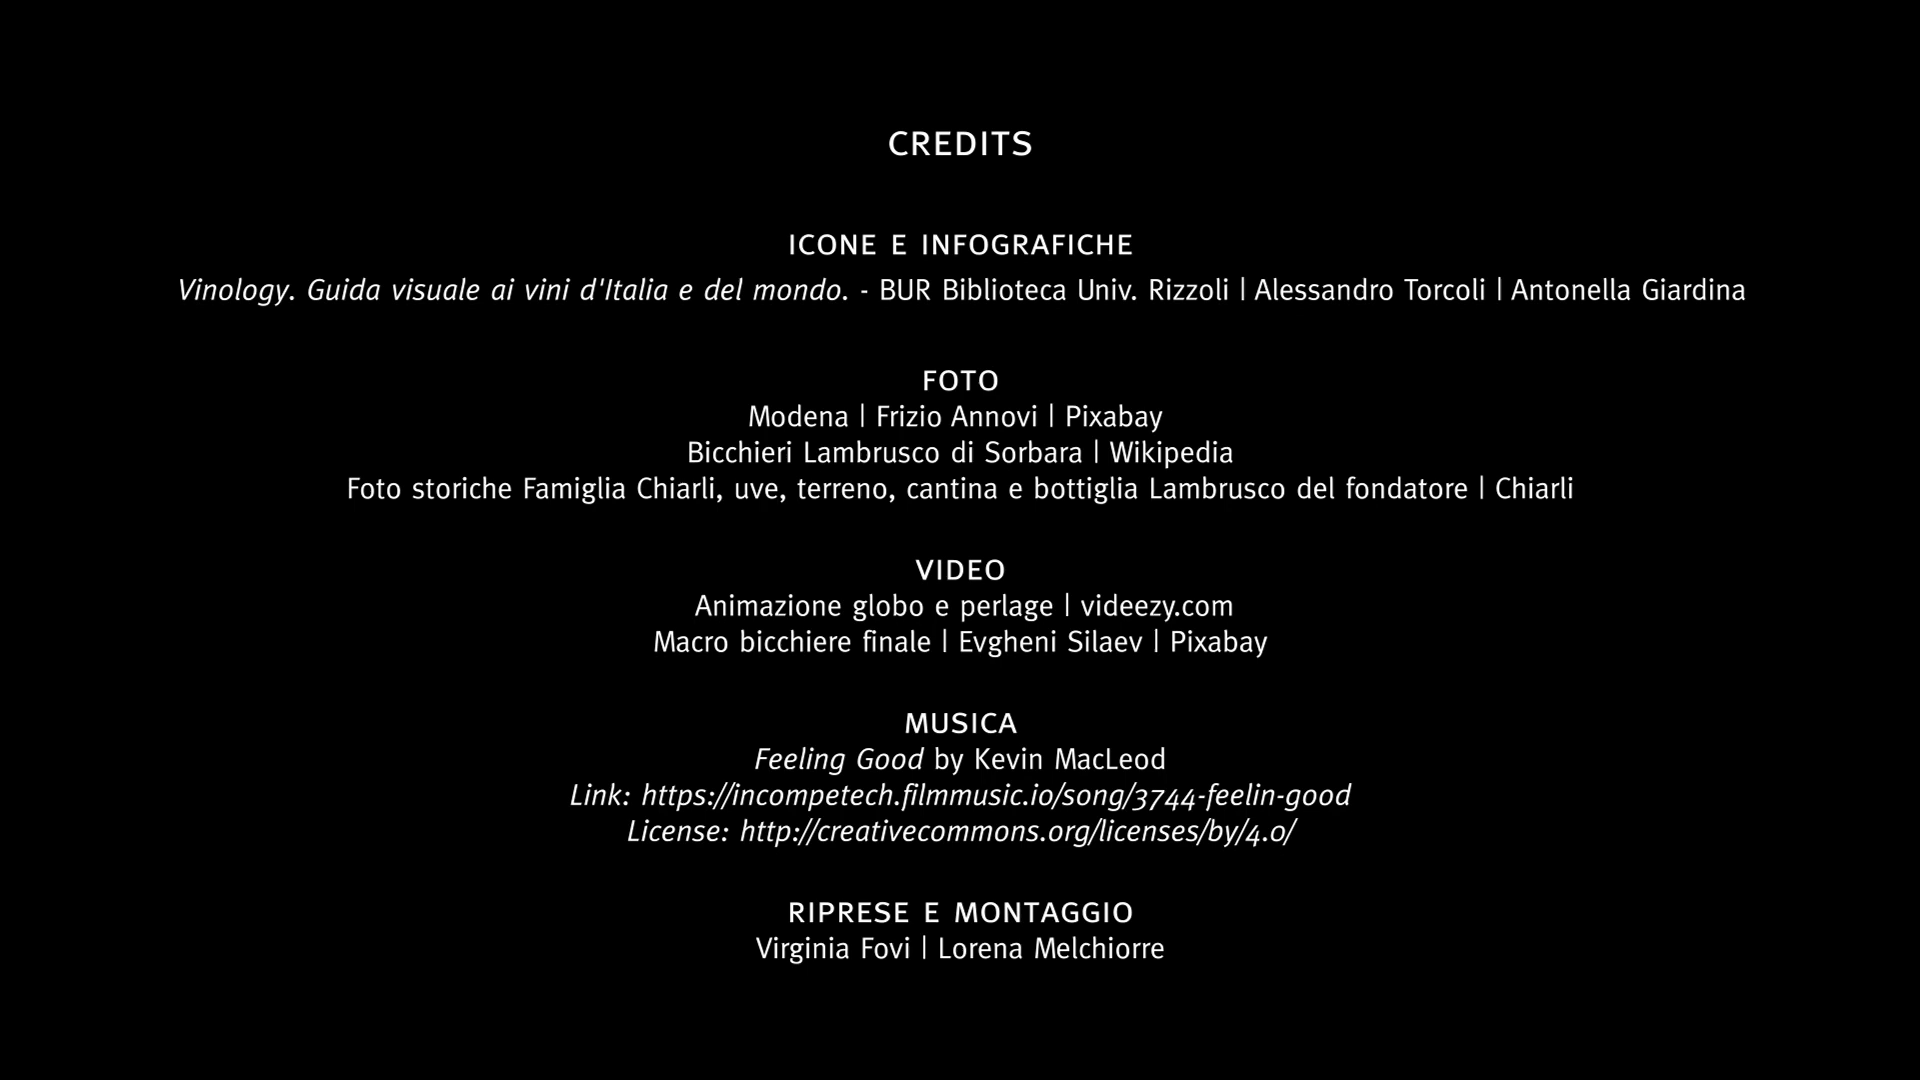 CREDITS
ICONE E INFOGRAFICHE
Vinology. Guida visuale ai vini d'Italia e del mondo. - BUR Biblioteca Univ. Rizzoli | Alessandro Torcoli | Antonella Giardina
FOTO
Modena | Frizio Annovi | Pixabay
Bicchieri Lambrusco di Sorbara | Wikipedia
Foto storiche Famiglia Chiarli, uve, terreno, cantina e bottiglia Lambrusco del fondatore | Chiarli
VIDEO
Animazione globo e perlage | videezy.com
Macro bicchiere finale | Evgheni Silaev | Pixabay
MUSICA
Feeling Good by Kevin MacLeod
Link: https://incompetech.filmmusic.io/song/3744-feelin-good
License: http://creativecommons.org/licenses/by/4.0/
RIPRESE E MONTAGGIO
Virginia Fovi | Lorena Melchiorre